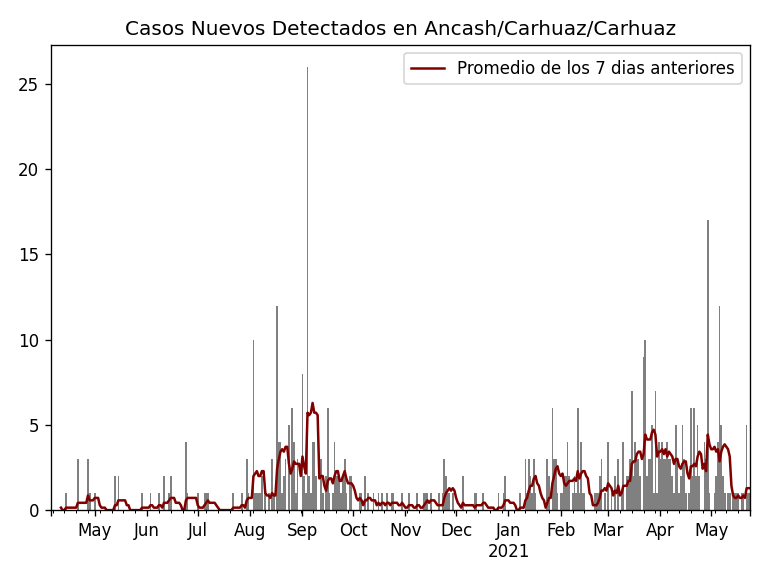 Casos Nuevos Detectados en Ancash/Carhuaz/Carhuaz
Promedio de los 7 dias anteriores
25
20
15
10
5
0
May Jun Jul Aug Sep Oct Nov Dec Jan Feb Mar Apr May
2021